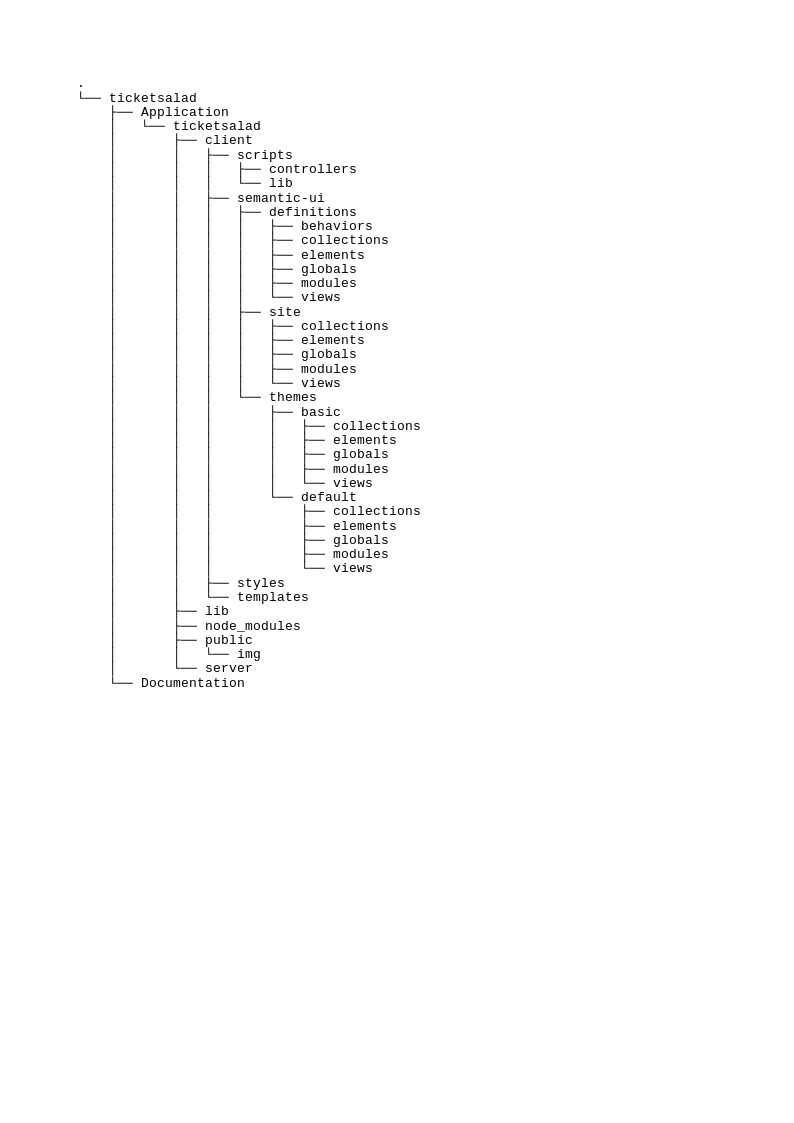 .
└── ticketsalad
    ├── Application
    │   └── ticketsalad
    │       ├── client
    │       │   ├── scripts
    │       │   │   ├── controllers
    │       │   │   └── lib
    │       │   ├── semantic-ui
    │       │   │   ├── definitions
    │       │   │   │   ├── behaviors
    │       │   │   │   ├── collections
    │       │   │   │   ├── elements
    │       │   │   │   ├── globals
    │       │   │   │   ├── modules
    │       │   │   │   └── views
    │       │   │   ├── site
    │       │   │   │   ├── collections
    │       │   │   │   ├── elements
    │       │   │   │   ├── globals
    │       │   │   │   ├── modules
    │       │   │   │   └── views
    │       │   │   └── themes
    │       │   │       ├── basic
    │       │   │       │   ├── collections
    │       │   │       │   ├── elements
    │       │   │       │   ├── globals
    │       │   │       │   ├── modules
    │       │   │       │   └── views
    │       │   │       └── default
    │       │   │           ├── collections
    │       │   │           ├── elements
    │       │   │           ├── globals
    │       │   │           ├── modules
    │       │   │           └── views
    │       │   ├── styles
    │       │   └── templates
    │       ├── lib
    │       ├── node_modules
    │       ├── public
    │       │   └── img
    │       └── server
    └── Documentation